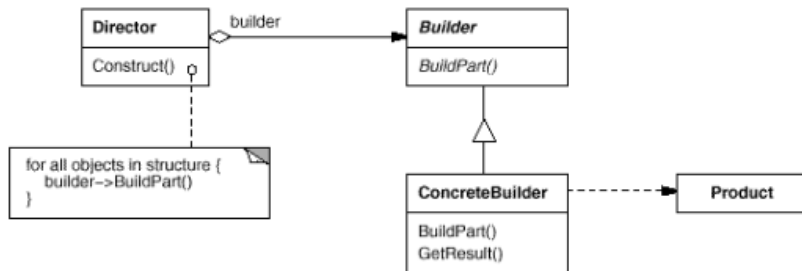 Director
builder
Builder
Construct()
BuildPart()
for all objects in structure {
builder->BuildPart()
}
ConcreteBuilder
Product
BuildPart()
GetResult()